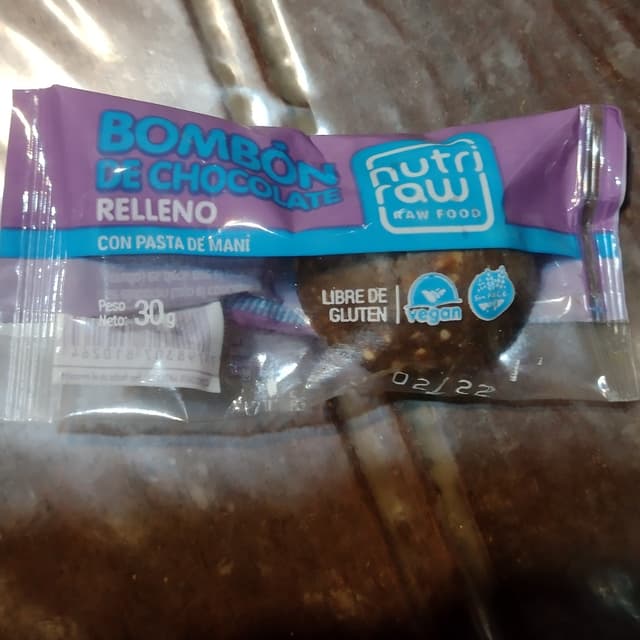 BOMBÓN
DE CHOCOLATE
RELLENO
CON PASTA DE MANÍ
nutri
raw
RAW FOOD
Peso
Neto: 30g
LIBRE DE
GLUTEN
vegan
Sin T.A.C.C.
02/22